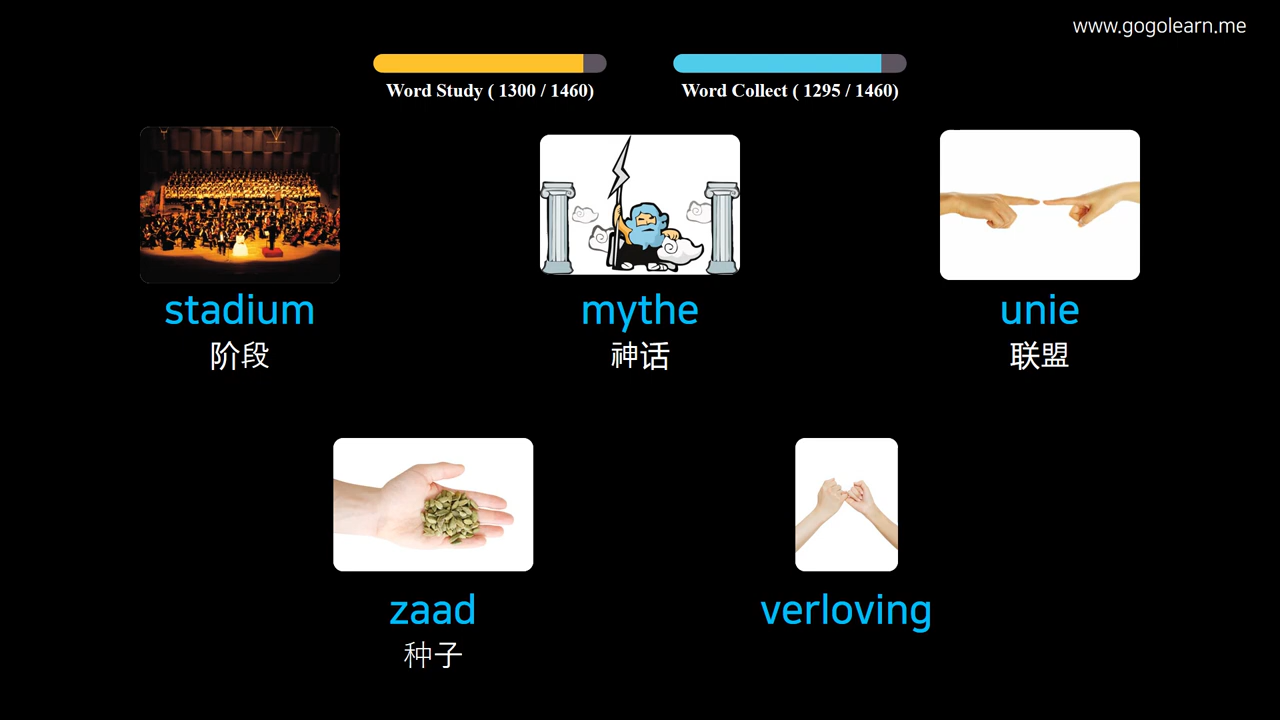 www.gogolearn.me
Word Study ( 1300 / 1460)
Word Collect ( 1295 / 1460)
stadium
阶段
mythe
神话
unie
联盟
zaad
种子
verloving